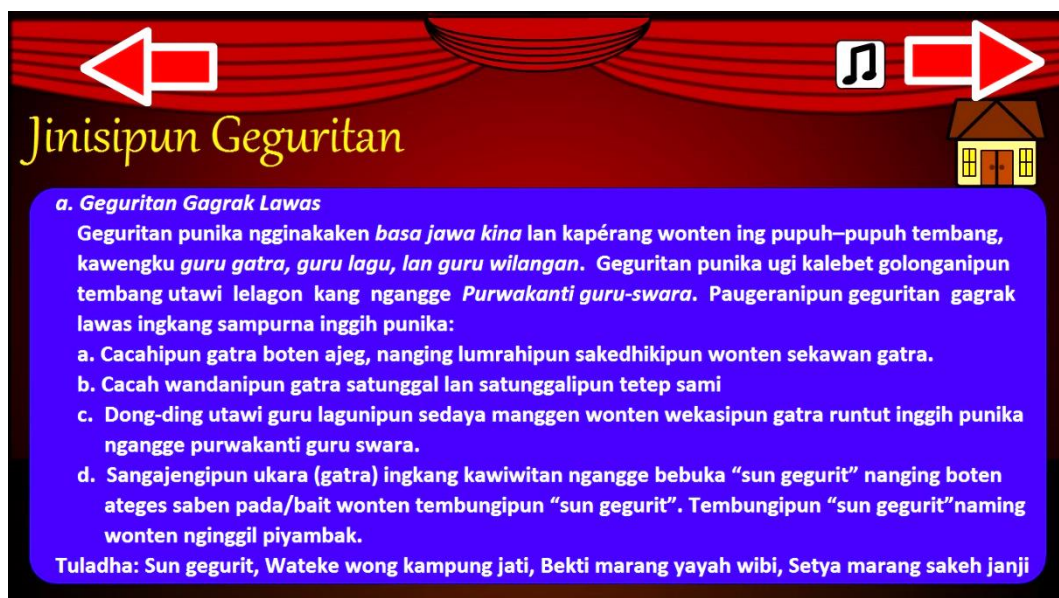 Jinisipun Geguritan
a. Geguritan Gagrak Lawas
Geguritan punika ngginakaken basa jawa kina lan kapérang wonten ing pupuh–pupuh tembang,
kawengku guru gatra, guru lagu, lan guru wilangan. Geguritan punika ugi kalebet golonganipun
tembang utawi lelagon kang ngangge Purwakanti guru-swara. Paugeranipun geguritan gagrak
lawas ingkang sampurna inggih punika:
a. Cacahipun gatra boten ajeg, nanging lumrahipun sakedhikipun wonten sekawan gatra.
b. Cacah wandanipun gatra satunggal lan satunggalipun tetep sami
c. Dong-ding utawi guru lagunipun sedaya manggen wonten wekasipun gatra runtut inggih punika
ngangge purwakanti guru swara.
d. Sangajengipun ukara (gatra) ingkang kawiwitan ngangge bebuka “sun gegurit” nanging boten
ateges saben pada/bait wonten tembungipun “sun gegurit”. Tembungipun “sun gegurit”naming
wonten nginggil piyambak.
Tuladha: Sun gegurit, Wateke wong kampung jati, Bekti marang yayah wibi, Setya marang sakeh janji